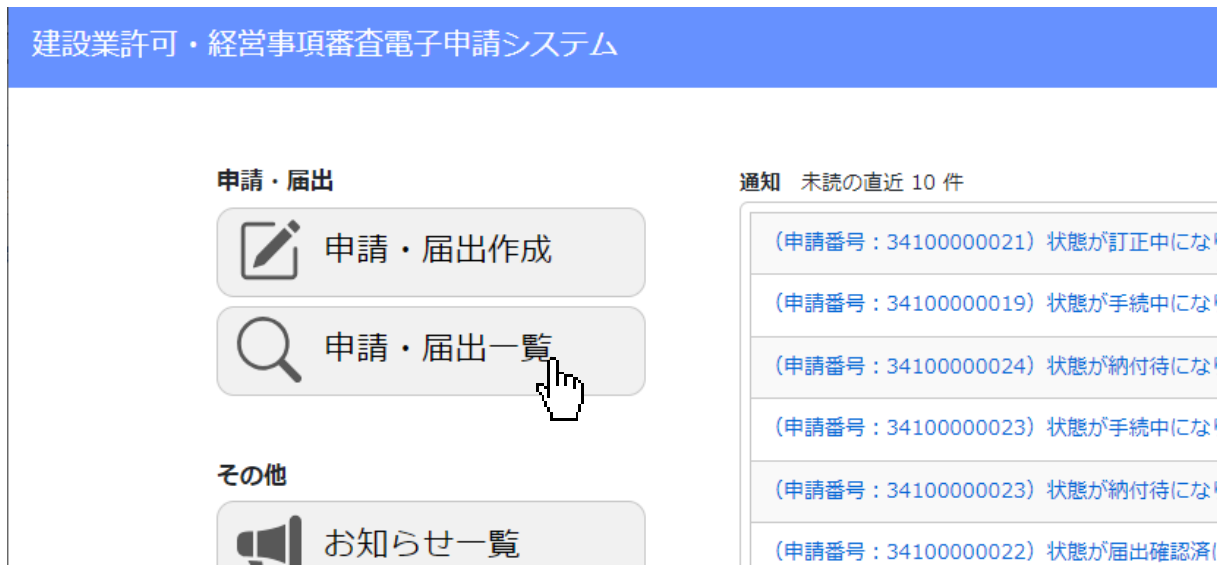 建設業許可・経営事項審査電子申請システム
申請・届出
申請・届出作成
申請・届出一覧
その他
お知らせ一覧
通知 未読の直近 10 件
（申請番号：34100000021）状態が訂正中にな
（申請番号：34100000019）状態が手続中にな
（申請番号：34100000024）状態が納付待にな
（申請番号：34100000023）状態が手続中にな
（申請番号：34100000023）状態が納付待にな
（申請番号：34100000022）状態が届出確認済